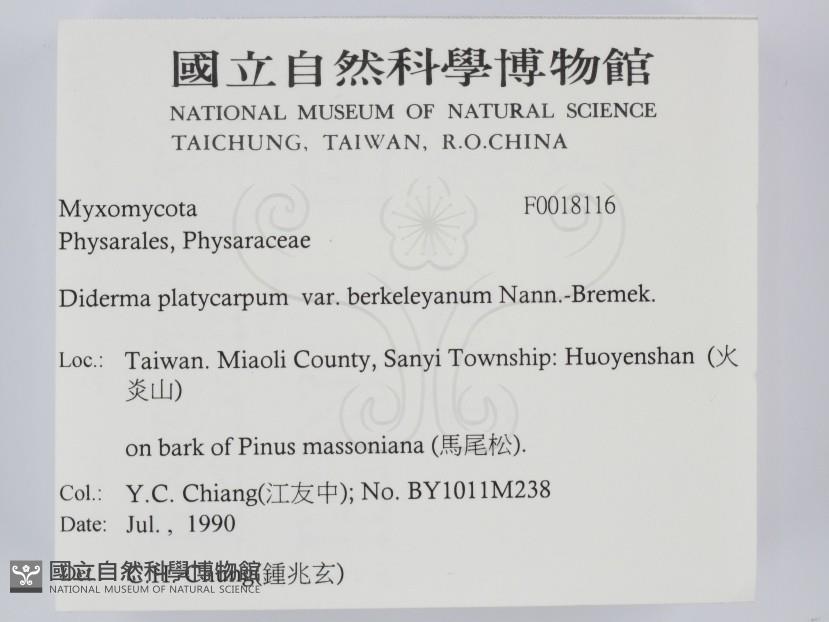 國立自然科學博物館
NATIONAL MUSEUM OF NATURAL SCIENCE
TAICHUNG, TAIWAN, R.O.CHINA
Myxomycota F0018116
Physarales, Physaraceae
Diderma platycarpum var. berkeleyanum Nann.-Bremek.
Loc.: Taiwan. Miaoli County, Sanyi Township: Huoyenshan (火
炎山)
on bark of Pinus massoniana (馬尾松).
Col.: Y.C. Chiang(江友中); No. BY1011M238
Date: Jul. , 1990
(鍾兆玄)
國立自然科學博物館
NATIONAL MUSEUM OF NATURAL SCIENCE